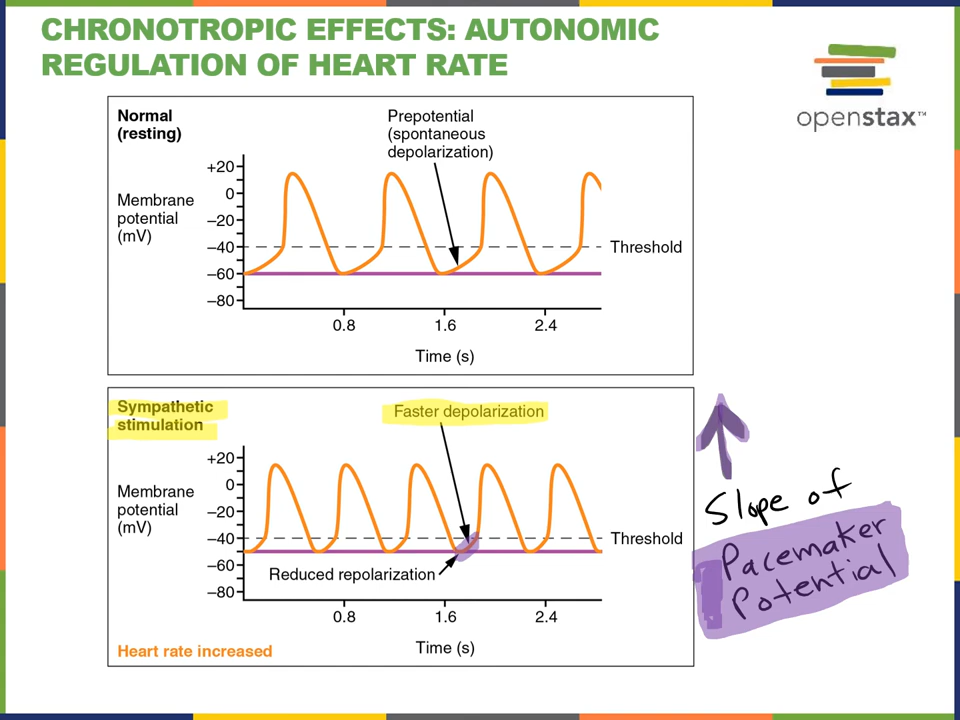 CHRONOTROPIC EFFECTS: AUTONOMIC
REGULATION OF HEART RATE
openstax™
Normal
(resting)
Prepotential
(spontaneous
depolarization)
Membrane
potential
(mV)
+20
0
–20
–40
–60
–80
Threshold
0.8 1.6 2.4
Time (s)
Sympathetic
stimulation
Faster depolarization
Membrane
potential
(mV)
+20
0
–20
–40
–60
–80
Threshold
Reduced repolarization
0.8 1.6 2.4
Time (s)
Heart rate increased
Slope of
Pacemaker
Potential